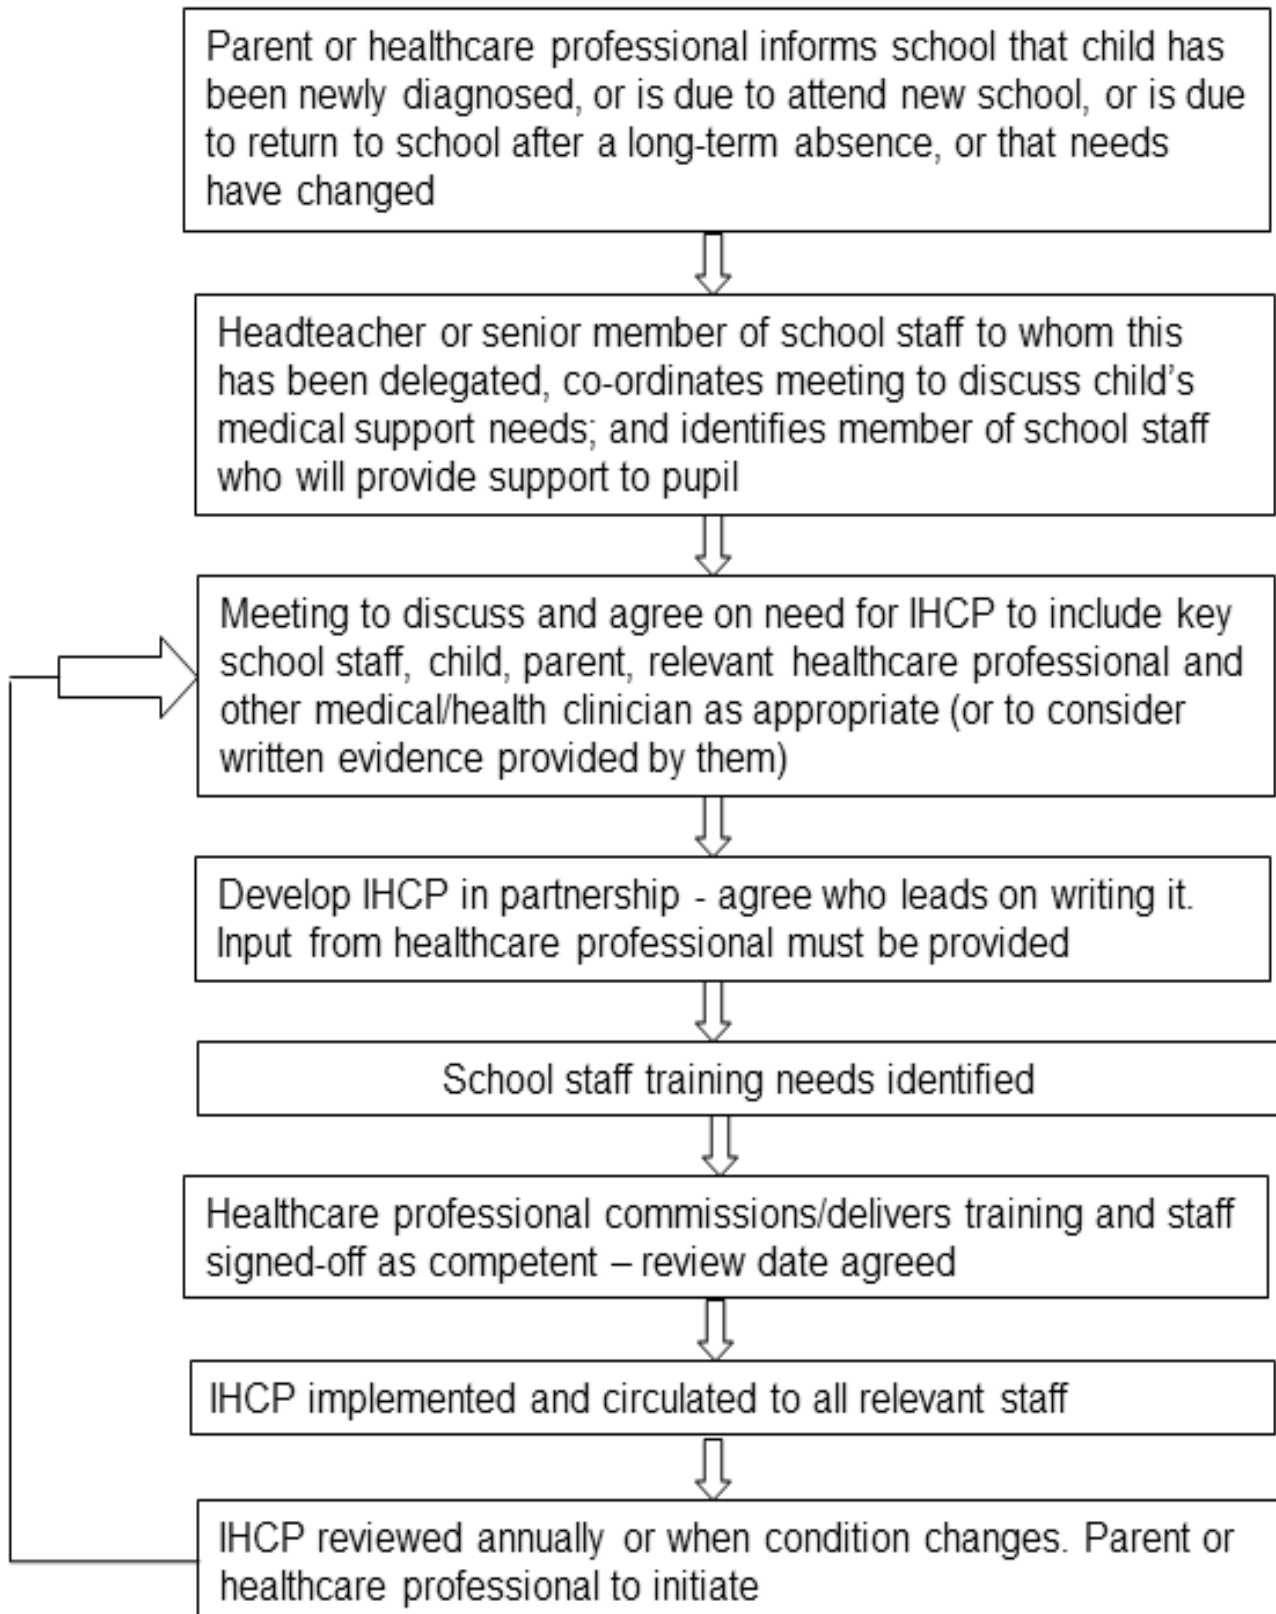 Parent or healthcare professional informs school that child has
been newly diagnosed, or is due to attend new school, or is due
to return to school after a long-term absence, or that needs
have changed
Headteacher or senior member of school staff to whom this
has been delegated, co-ordinates meeting to discuss child’s
medical support needs; and identifies member of school staff
who will provide support to pupil
Meeting to discuss and agree on need for IHCP to include key
school staff, child, parent, relevant healthcare professional and
other medical/health clinician as appropriate (or to consider
written evidence provided by them)
Develop IHCP in partnership - agree who leads on writing it.
Input from healthcare professional must be provided
School staff training needs identified
Healthcare professional commissions/delivers training and staff
signed-off as competent – review date agreed
IHCP implemented and circulated to all relevant staff
IHCP reviewed annually or when condition changes. Parent or
healthcare professional to initiate